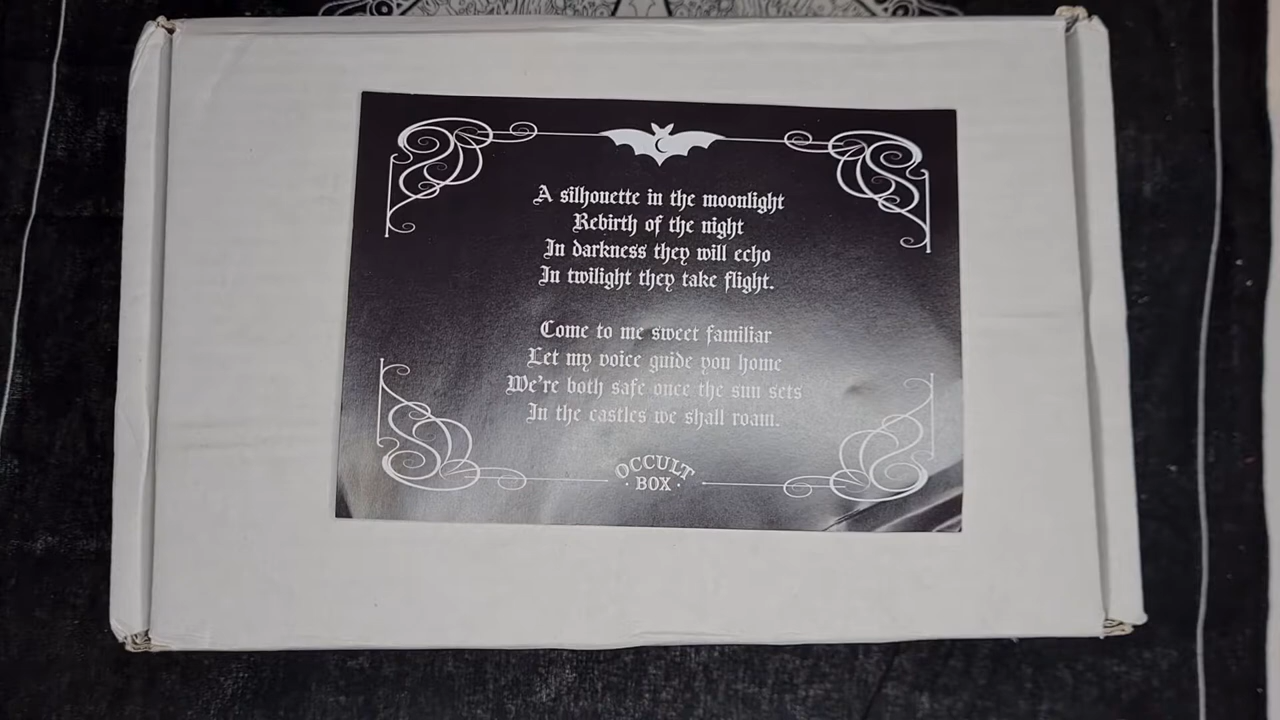 A silhouette in the moonlight
Rebirth of the night
In darkness they will echo
In twilight they take flight.
Come to me sweet familiar
Let my voice guide you home
We're both safe once the sun sets
In the castles we shall roam.
OCCULT
· BOX ·